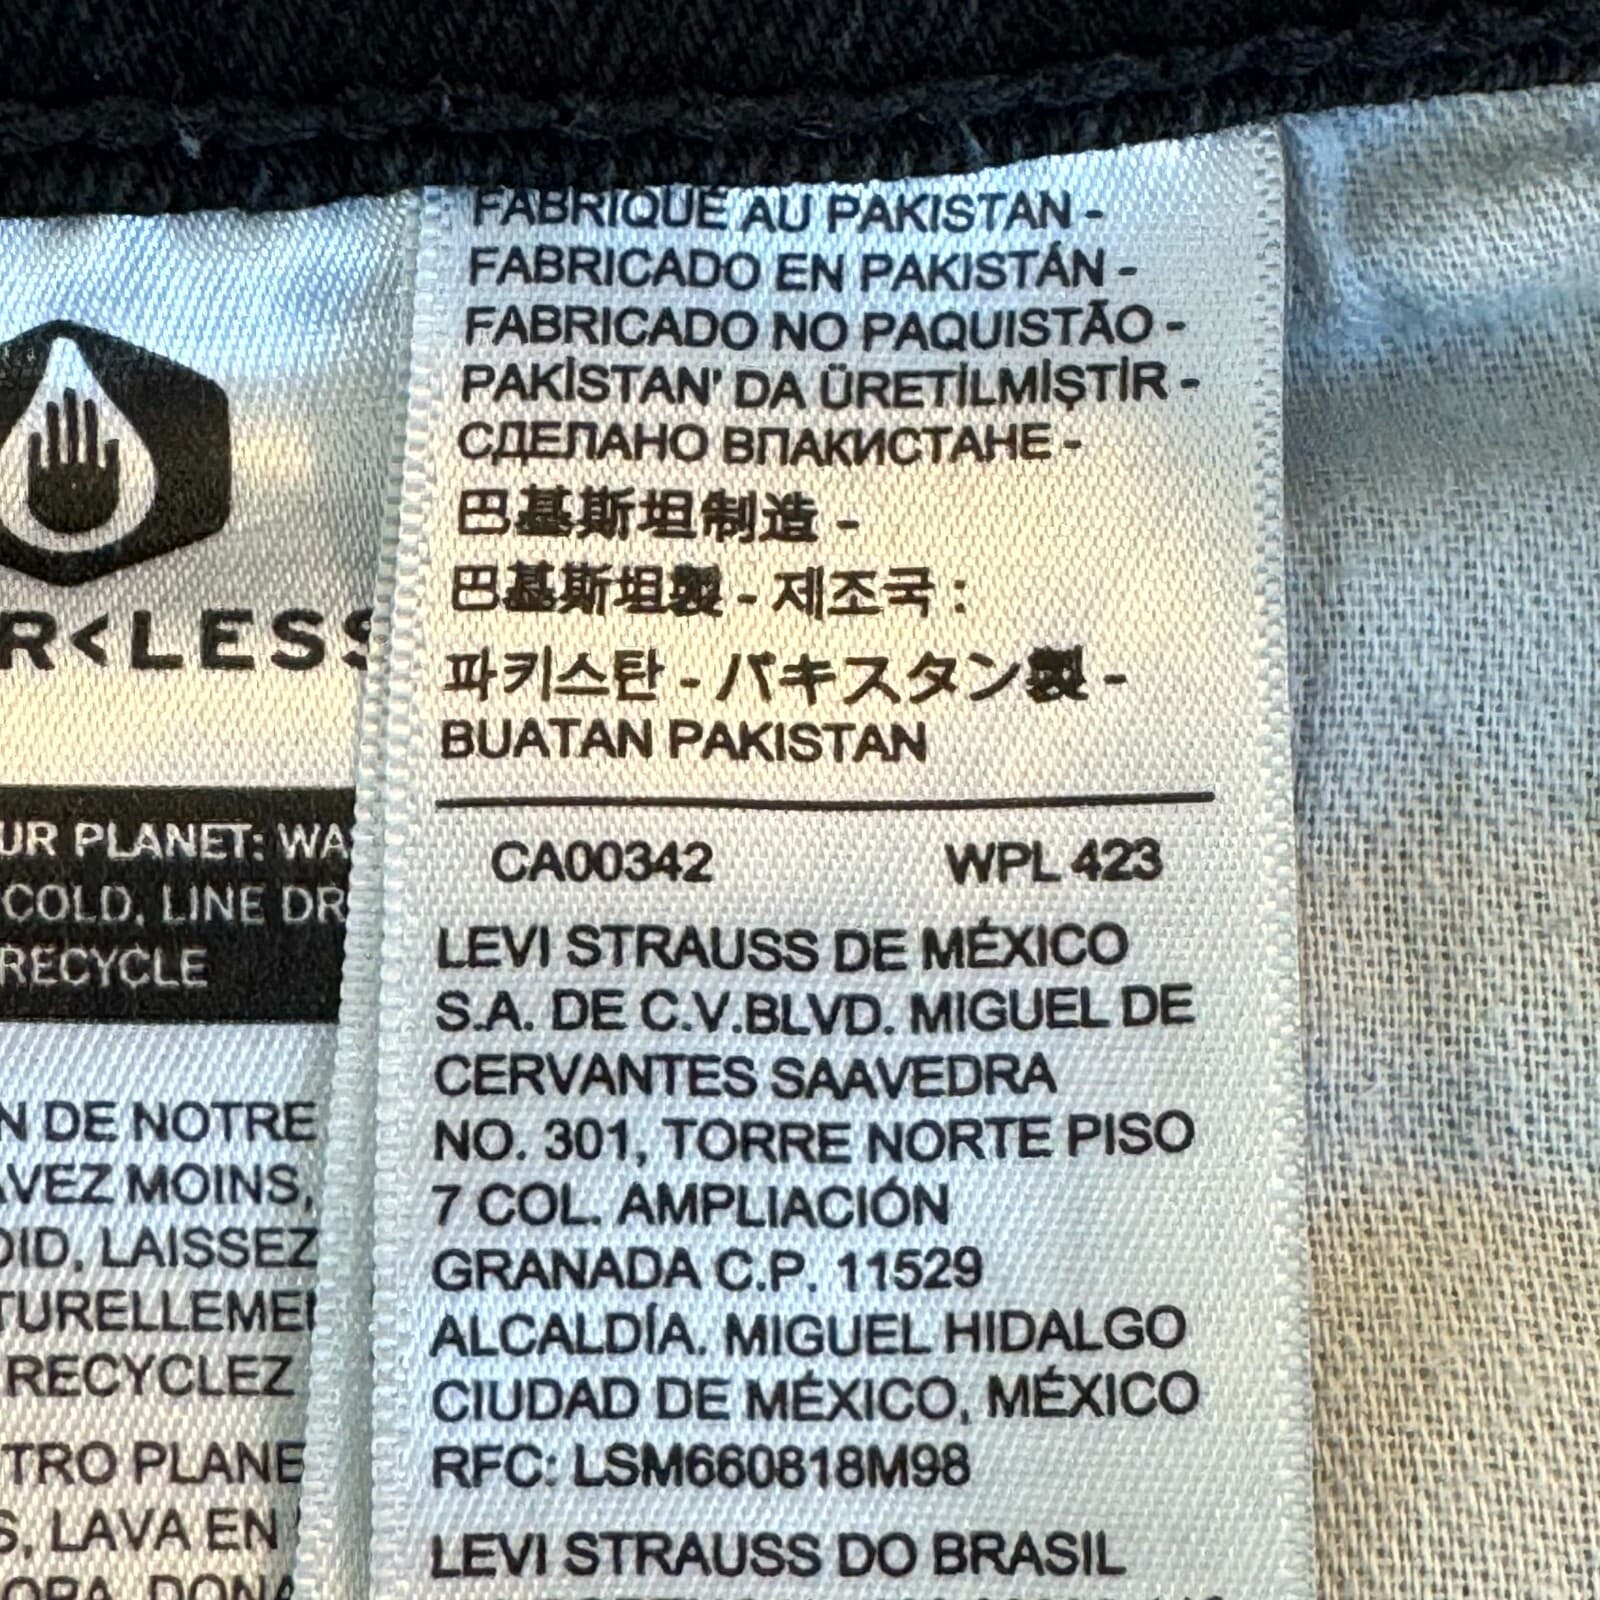 R<LESS
UR PLANET: WA
COLD, LINE DR
RECYCLE
N DE NOTRE
AVEZ MOINS,
OID, LAISSEZ
TURELLEME
RECYCLEZ
TRO PLANE
S, LAVA EN
ORA, DONA
FABRIQUÉ AU PAKISTAN -
FABRICADO EN PAKISTÁN -
FABRICADO NO PAQUISTÃO -
PAKİSTAN' DA ÜRETİLMİŞTİR -
СДЕЛАНО ВПАКИСТАНЕ -
巴基斯坦制造 -
巴基斯坦製 - 제조국 :
파키스탄 - パキスタン製 -
BUATAN PAKISTAN
CA00342 WPL 423
LEVI STRAUSS DE MÉXICO
S.A. DE C.V.BLVD. MIGUEL DE
CERVANTES SAAVEDRA
NO. 301, TORRE NORTE PISO
7 COL. AMPLIACIÓN
GRANADA C.P. 11529
ALCALDÍA. MIGUEL HIDALGO
CIUDAD DE MÉXICO, MÉXICO
RFC: LSM660818M98
LEVI STRAUSS DO BRASIL